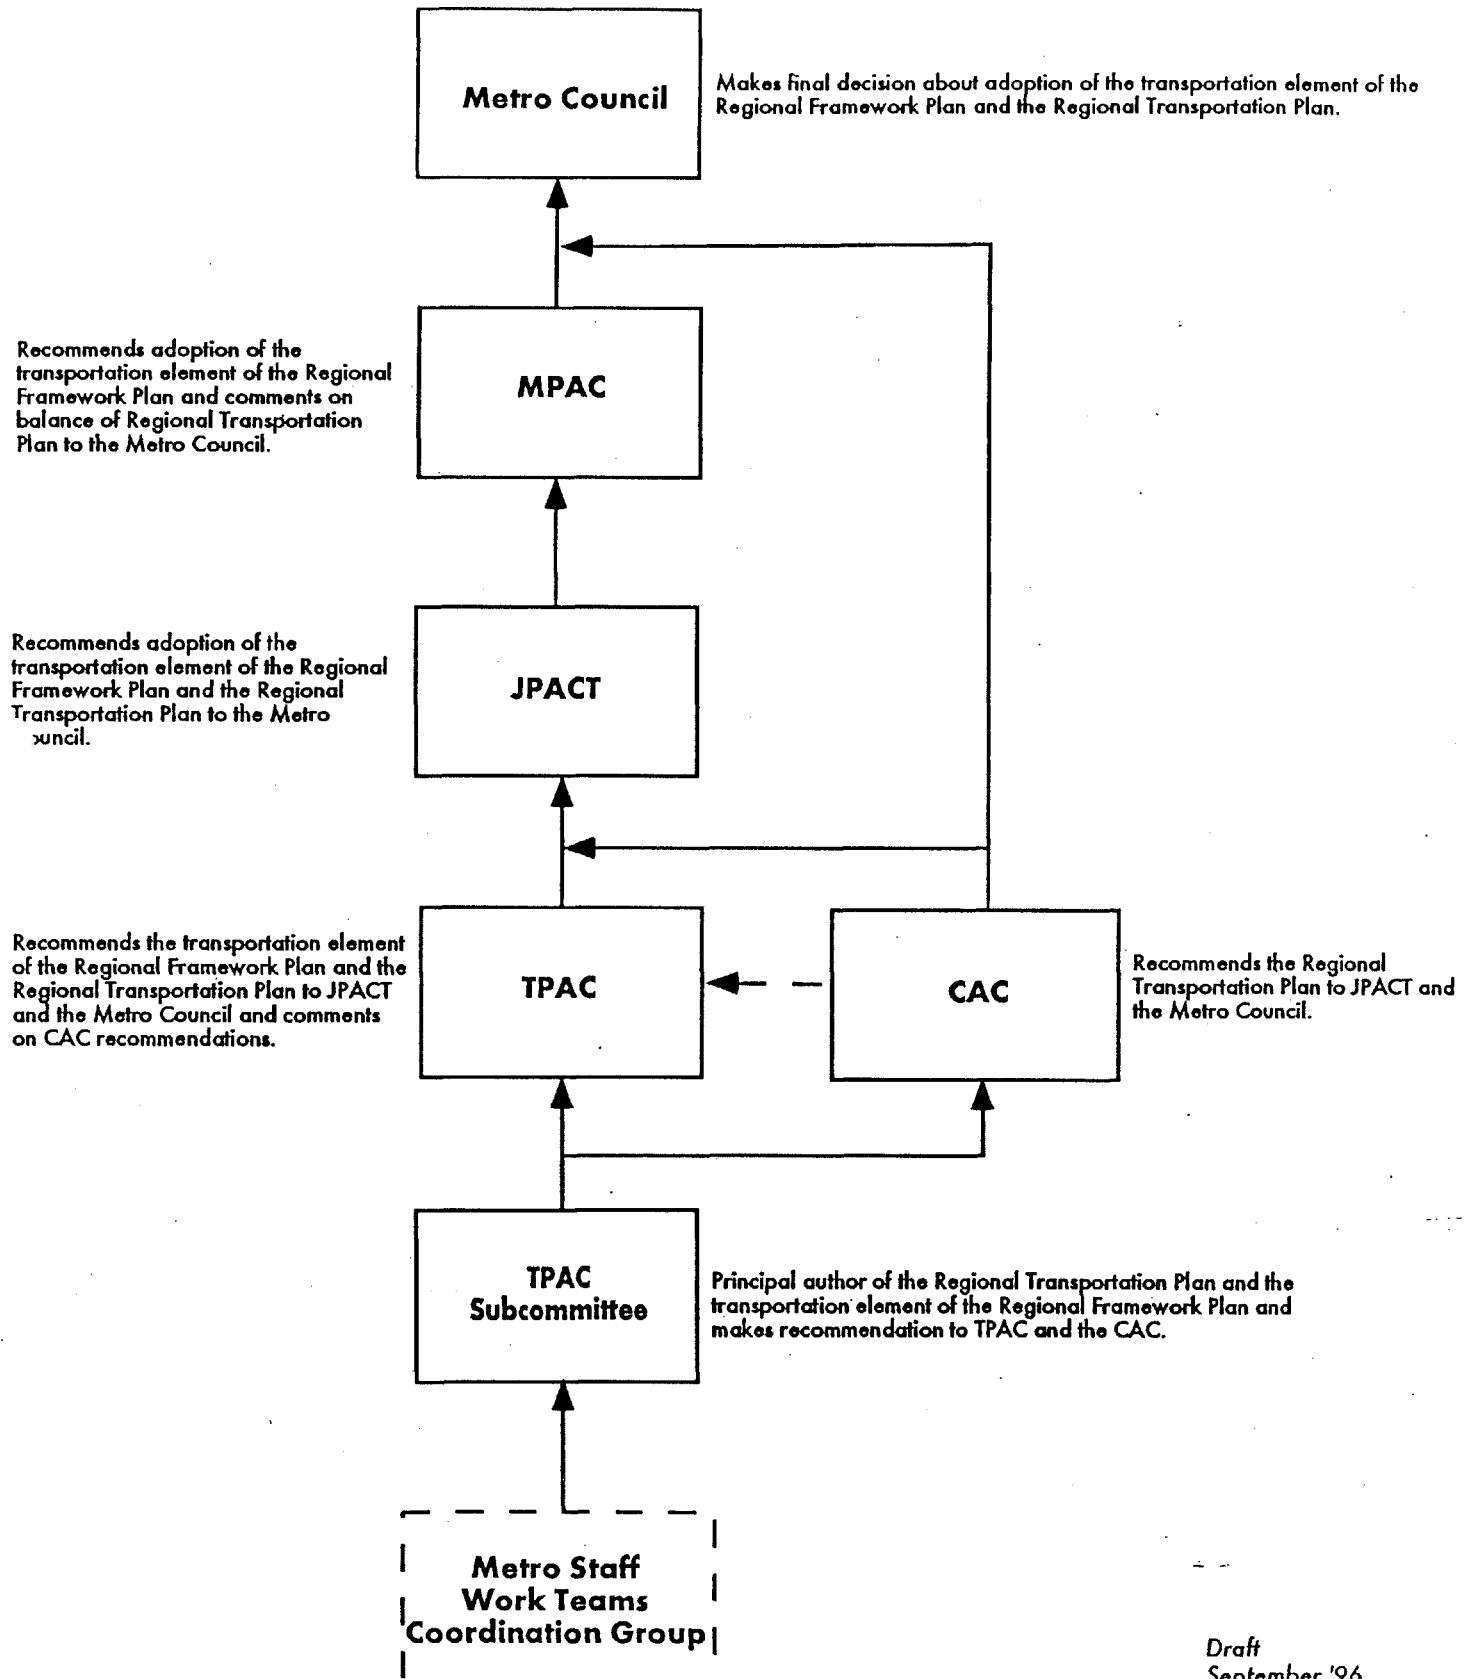 Metro Council
Makes final decision about adoption of the transportation element of the
Regional Framework Plan and the Regional Transportation Plan.
Recommends adoption of the
transportation element of the Regional
Framework Plan and comments on
balance of Regional Transportation
Plan to the Metro Council.
MPAC
Recommends adoption of the
transportation element of the Regional
Framework Plan and the Regional
Transportation Plan to the Metro
uncil.
JPACT
Recommends the transportation element
of the Regional Framework Plan and the
Regional Transportation Plan to JPACT
and the Metro Council and comments
on CAC recommendations.
TPAC
CAC
Recommends the Regional
Transportation Plan to JPACT and
the Metro Council.
TPAC
Subcommittee
Principal author of the Regional Transportation Plan and the
transportation element of the Regional Framework Plan and
makes recommendation to TPAC and the CAC.
Metro Staff
Work Teams
Coordination Group
Draft
September '96